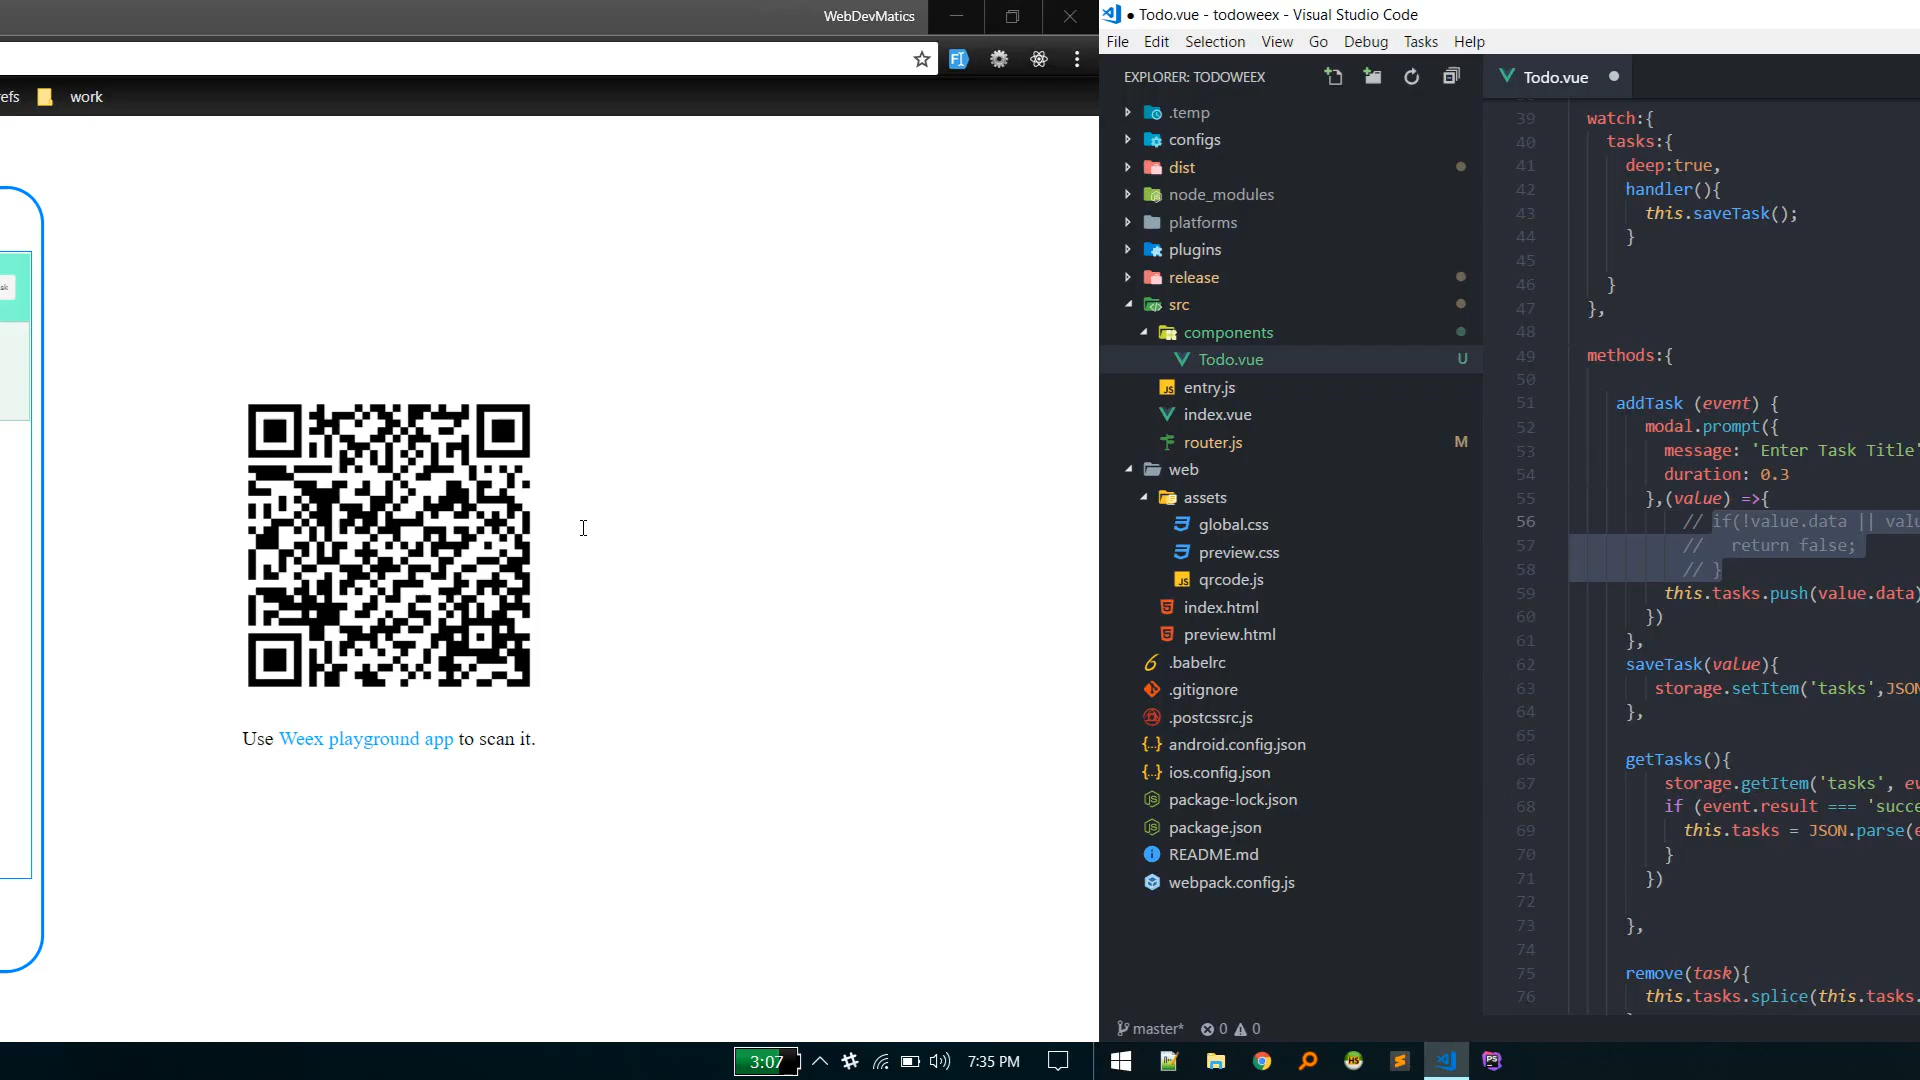 WebDevMatics
efs
work
sk
Use Weex playground app to scan it.
3:07
7:35 PM
Todo.vue - todoweex - Visual Studio Code
File Edit Selection View Go Debug Tasks Help
EXPLORER: TODOWEEX
.temp
configs
dist
node_modules
platforms
plugins
release
src
components
Todo.vue U
entry.js
index.vue
router.js M
web
assets
global.css
preview.css
qrcode.js
index.html
preview.html
.babelrc
.gitignore
.postcssrc.js
android.config.json
ios.config.json
package-lock.json
package.json
README.md
webpack.config.js
master* 0 0
Todo.vue
39 watch:{
40 tasks:{
41 deep:true,
42 handler(){
43 this.saveTask();
44 }
45
46 }
47 },
48
49 methods:{
50
51 addTask (event) {
52 modal.prompt({
53 message: 'Enter Task Title'
54 duration: 0.3
55 },(value) =>{
56 // if(!value.data || valu
57 // return false;
58 // }
59 this.tasks.push(value.data)
60 })
61 },
62 saveTask(value){
63 storage.setItem('tasks',JSON
64 },
65
66 getTasks(){
67 storage.getItem('tasks', ev
68 if (event.result === 'succe
69 this.tasks = JSON.parse(e
70 }
71 })
72
73 },
74
75 remove(task){
76 this.tasks.splice(this.tasks.